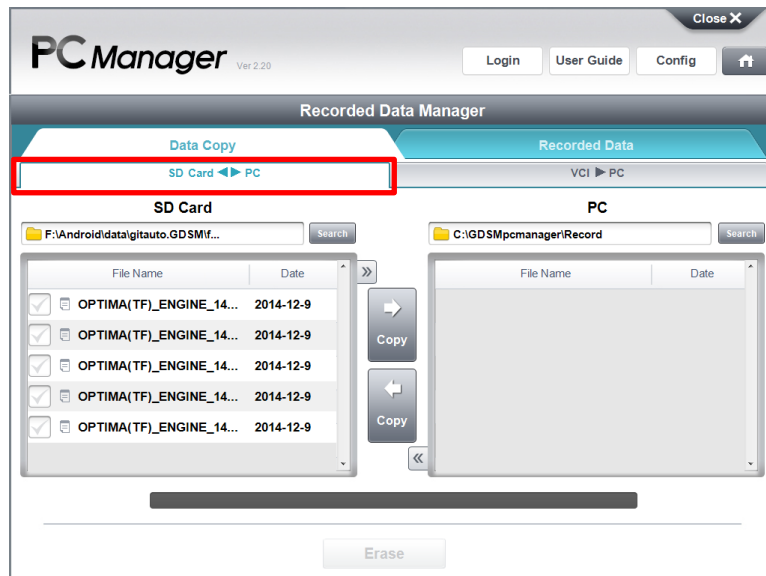 Close X
PC Manager Ver 2.20
Login User Guide Config
Recorded Data Manager
Data Copy Recorded Data
SD Card ◀▶ PC VCI ▶ PC
SD Card PC
F:\Android\data\gitauto.GDSM\f... Search C:\GDSMpcmanager\Record Search
File Name Date File Name Date
OPTIMA(TF)_ENGINE_14... 2014-12-9
OPTIMA(TF)_ENGINE_14... 2014-12-9
Copy
OPTIMA(TF)_ENGINE_14... 2014-12-9
OPTIMA(TF)_ENGINE_14... 2014-12-9
OPTIMA(TF)_ENGINE_14... 2014-12-9
Copy
Erase